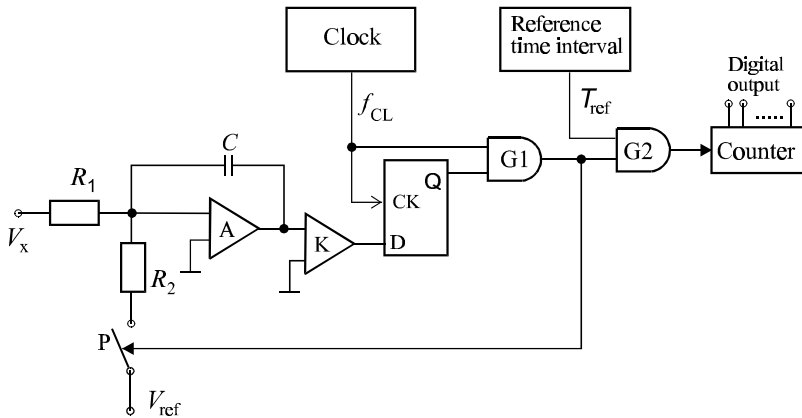 Clock
Reference
time interval
Digital
output
f_CL
T_ref
C
G1
G2
Counter
Q
R_1
CK
A
K
D
V_x
R_2
P
V_ref